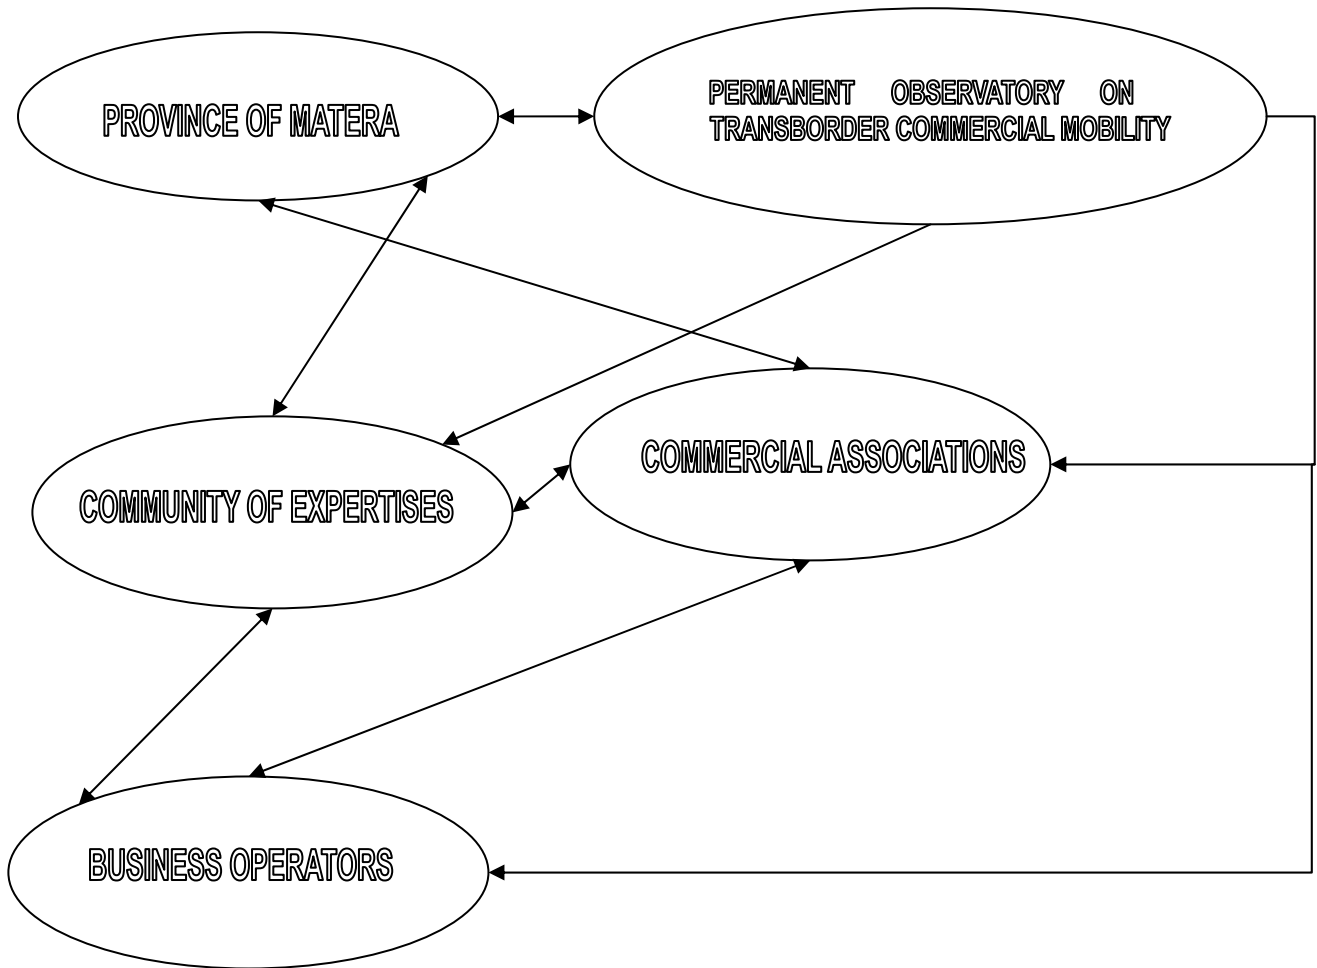 PROVINCE OF MATERA
PERMANENT OBSERVATORY ON
TRANSBORDER COMMERCIAL MOBILITY
COMMERCIAL ASSOCIATIONS
COMMUNITY OF EXPERTISES
BUSINESS OPERATORS